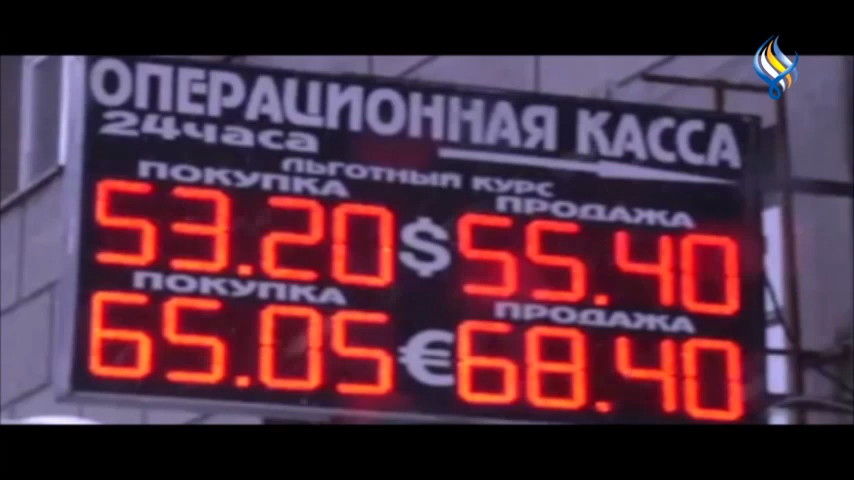 ОПЕРАЦИОННАЯ КАССА
24часа
ЛЬГОТНЫЙ КУРС
ПОКУПКА ПРОДАЖА
53.20 $ 55.40
ПОКУПКА ПРОДАЖА
65.05 € 68.40